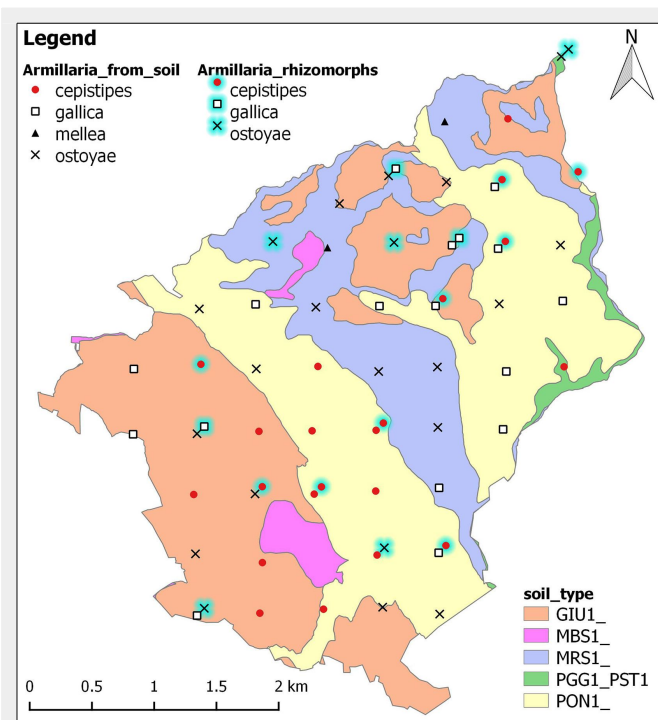 Legend
Armillaria_from_soil
cepistipes
gallica
mellea
ostoyae
Armillaria_rhizomorphs
cepistipes
gallica
ostoyae
N
soil_type
GIU1_
MBS1_
MRS1_
PGG1_PST1
PON1_
0 0.5 1 1.5 2 km